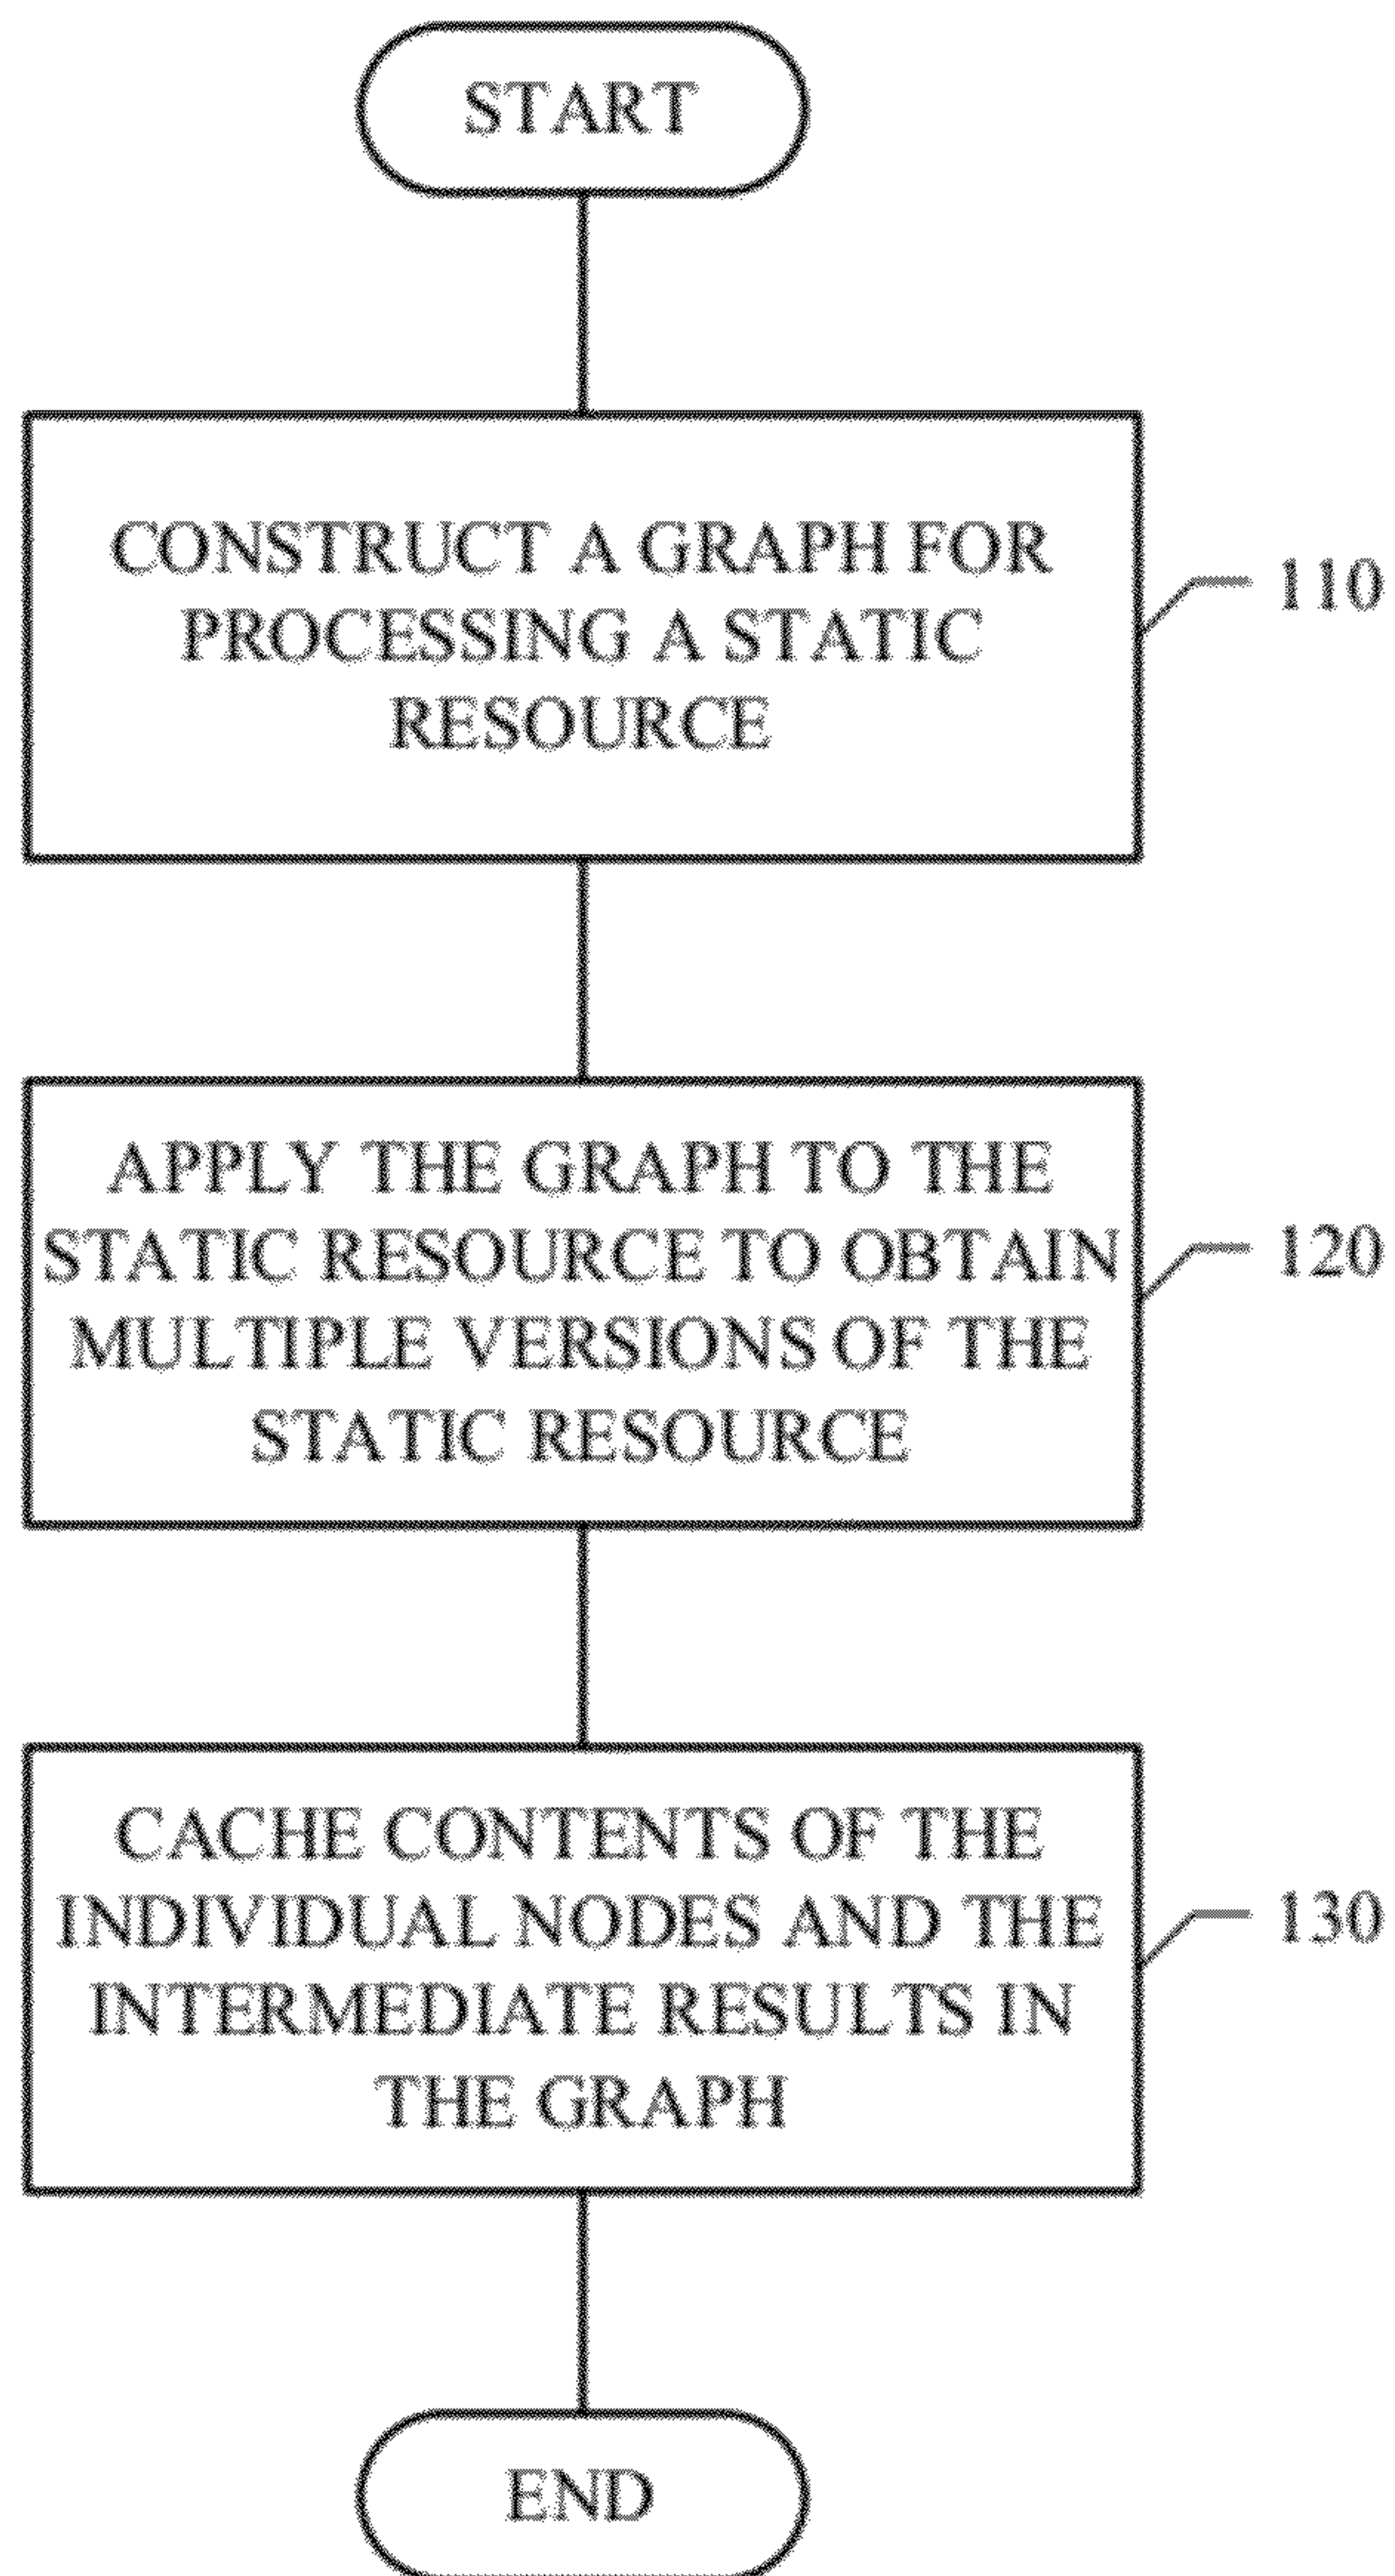 START
CONSTRUCT A GRAPH FOR
PROCESSING A STATIC
RESOURCE
110
APPLY THE GRAPH TO THE
STATIC RESOURCE TO OBTAIN
MULTIPLE VERSIONS OF THE
STATIC RESOURCE
120
CACHE CONTENTS OF THE
INDIVIDUAL NODES AND THE
INTERMEDIATE RESULTS IN
THE GRAPH
130
END